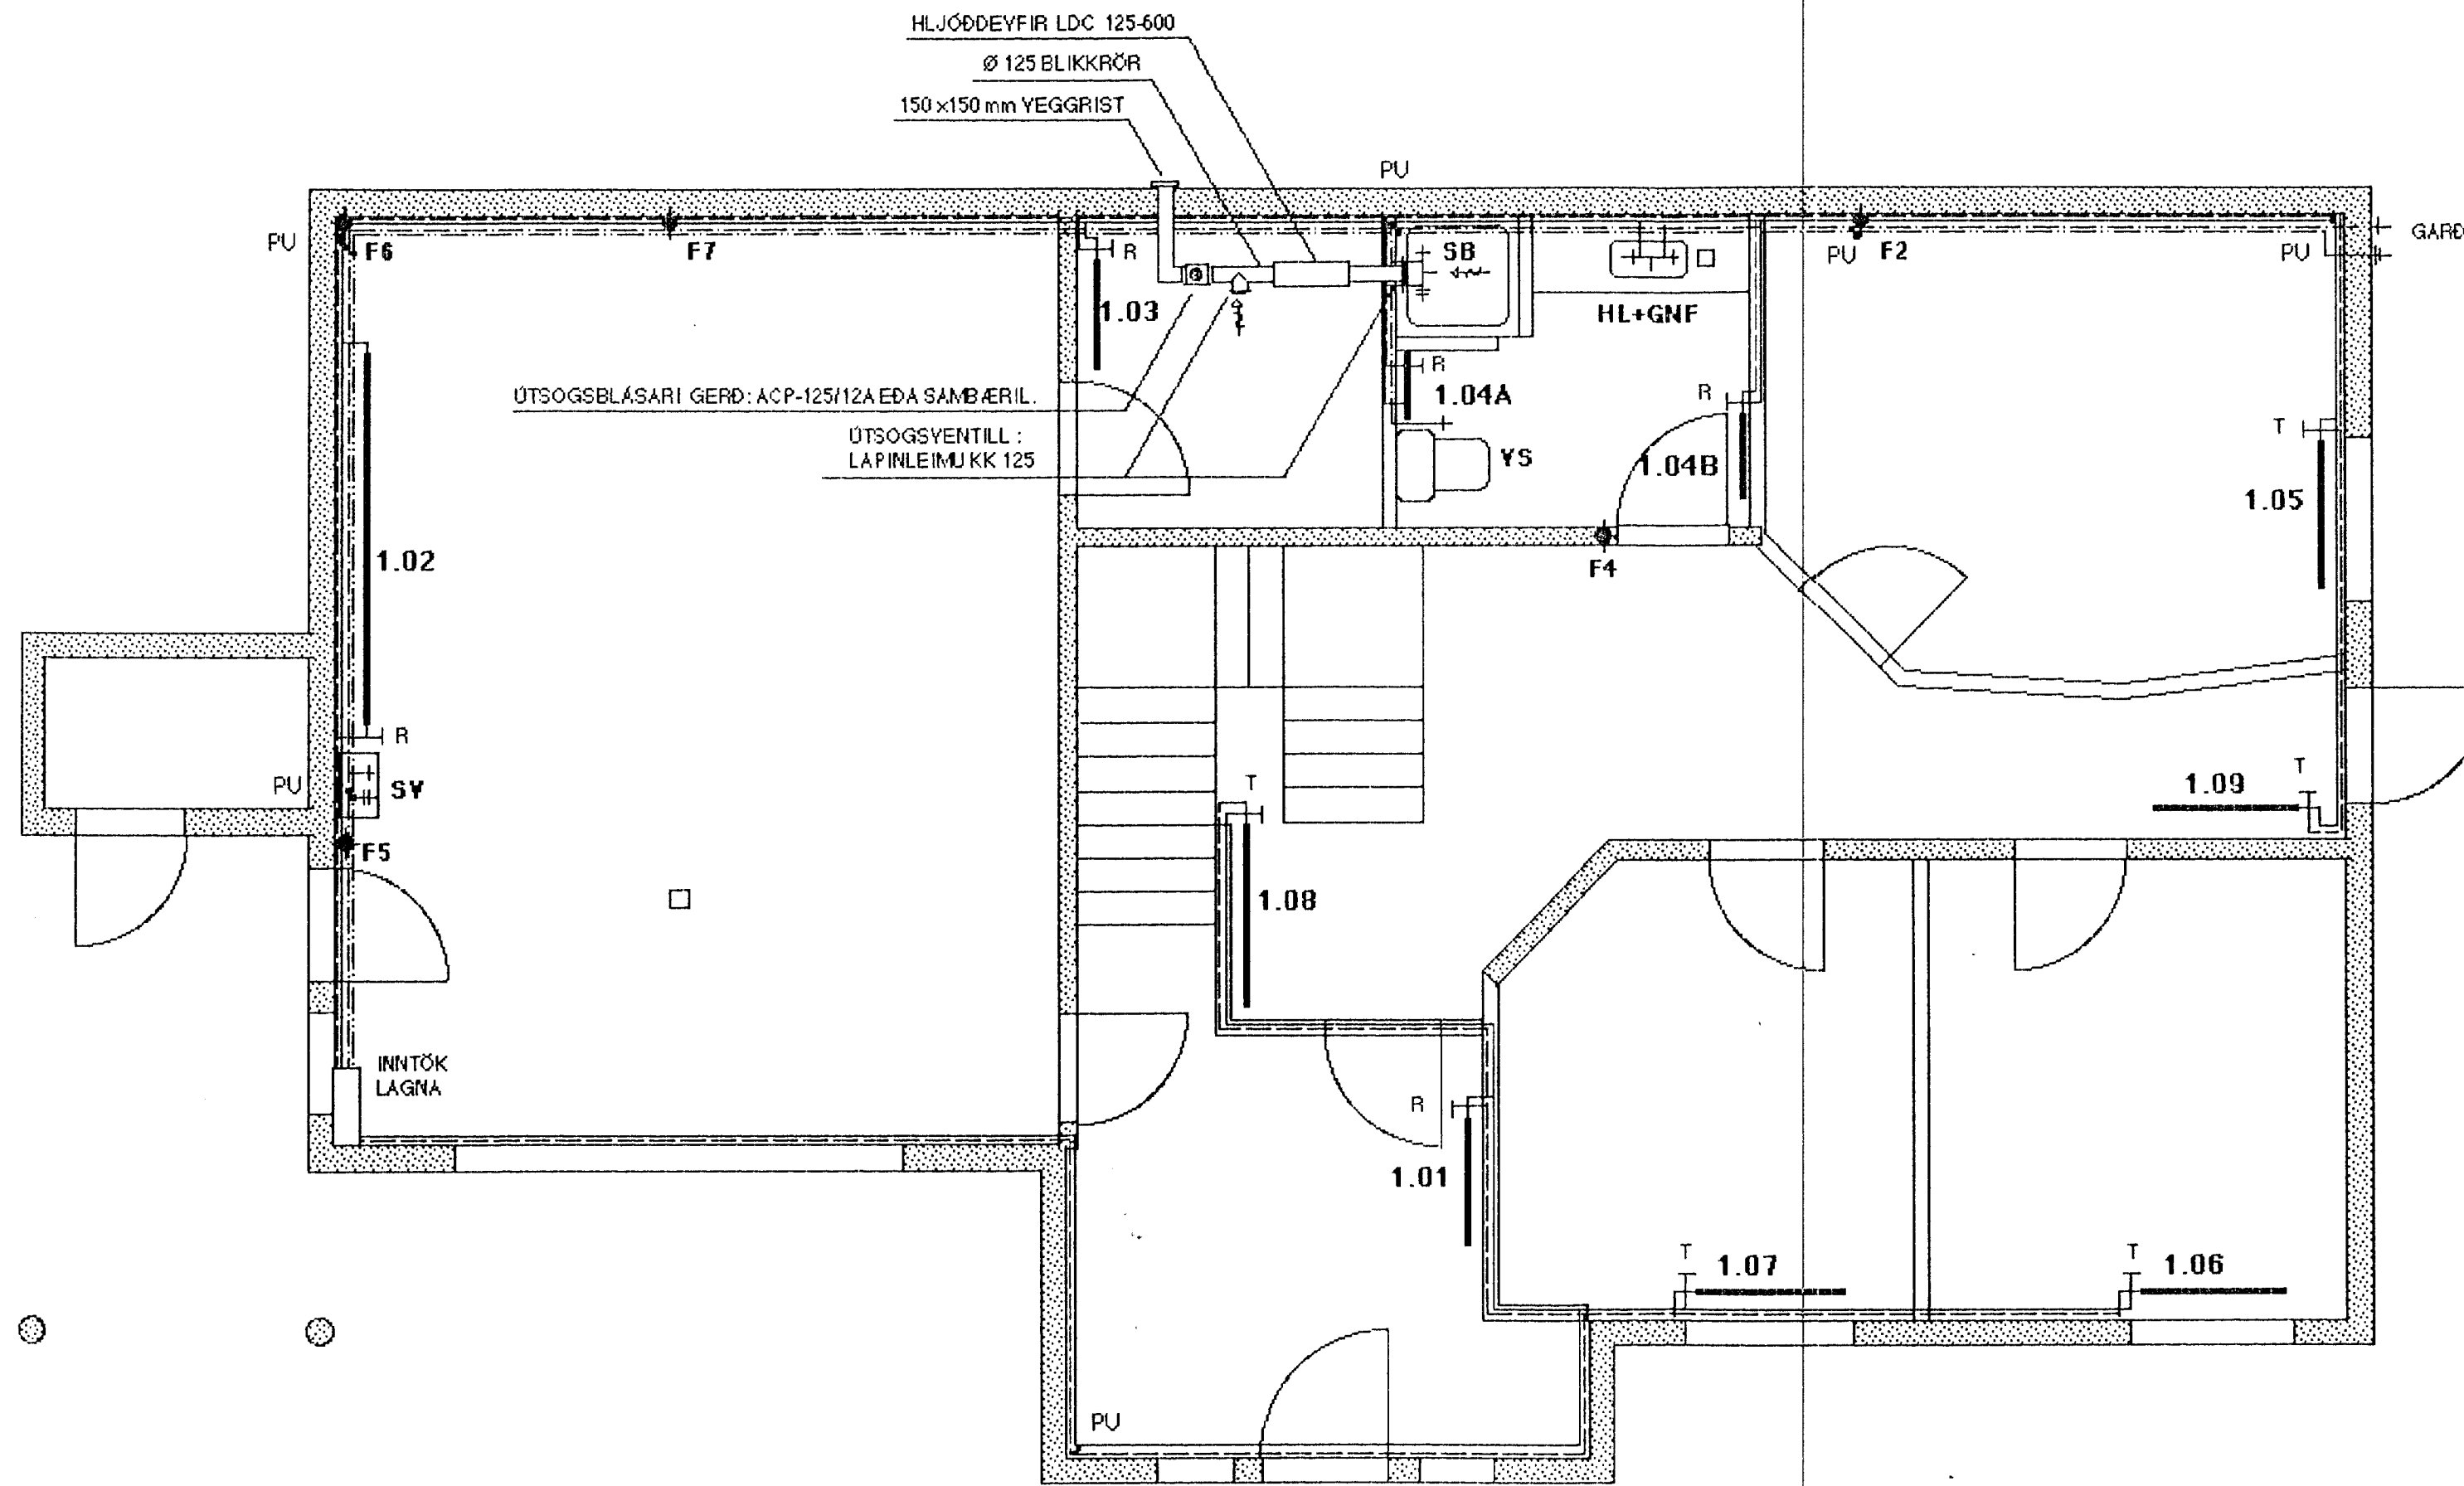 HLJÓÐDEYFIR LDC 125-600
Ø 125 BLIKKRÖR
150 x150 mm VEGGRIST
PU
PU
F6
F7
R
1.03
SB
HL+GNF
PU
F2
PU
GARÐ
ÚTSOGSBLÁSARI GERÐ: ACP-125/12A EÐA SAMBÆRIL.
ÚTSOGSVENTILL :
LAPINLEIMU KK 125
R
1.04A
R
VS
1.04B
T
1.05
1.02
F4
R
PU
SV
F5
T
1.08
1.09
T
INNTÖK
LAGNA
R
1.01
T
1.07
T
1.06
PU